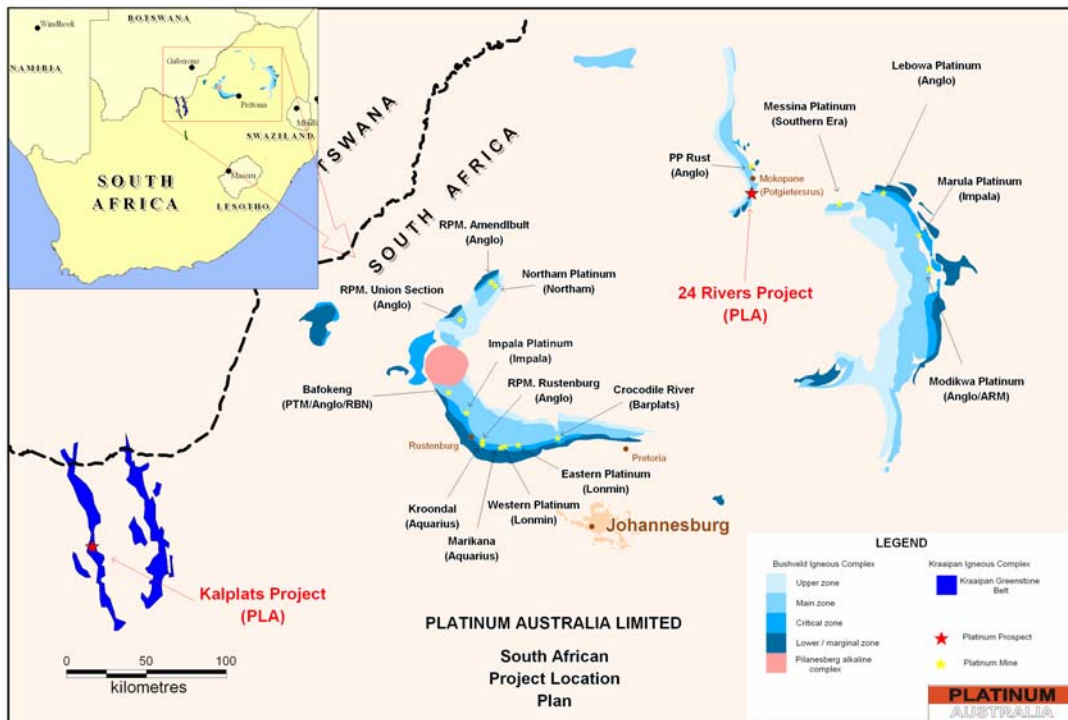 Windhoek
BOTSWANA
NAMIBIA
Gaborone
Pretoria
SWAZILAND
Maseru
LESOTHO
SOUTH
AFRICA
TSWANA
SOUTH AFRICA
Lebowa Platinum
(Anglo)
Messina Platinum
(Southern Era)
PP Rust
(Anglo)
Mokopane
(Potgietersrus)
Marula Platinum
(Impala)
RPM. Amendlbult
(Anglo)
Northam Platinum
(Northam)
RPM. Union Section
(Anglo)
24 Rivers Project
(PLA)
Impala Platinum
(Impala)
Bafokeng
(PTM/Anglo/RBN)
RPM. Rustenburg
(Anglo)
Crocodile River
(Barplats)
Modikwa Platinum
(Anglo/ARM)
Rustenburg
Pretoria
Eastern Platinum
(Lonmin)
Western Platinum
(Lonmin)
Kroondal
(Aquarius)
Marikana
(Aquarius)
Johannesburg
Kalplats Project
(PLA)
PLATINUM AUSTRALIA LIMITED
South African
Project Location
Plan
0 50 100
kilometres
LEGEND
Bushveld Igneous Complex
Upper zone
Main zone
Critical zone
Lower / marginal zone
Pilanesberg alkaline
complex
Kraaipan Igneous Complex
Kraaipan Greenstone
Belt
Platinum Prospect
Platinum Mine
PLATINUM
AUSTRALIA